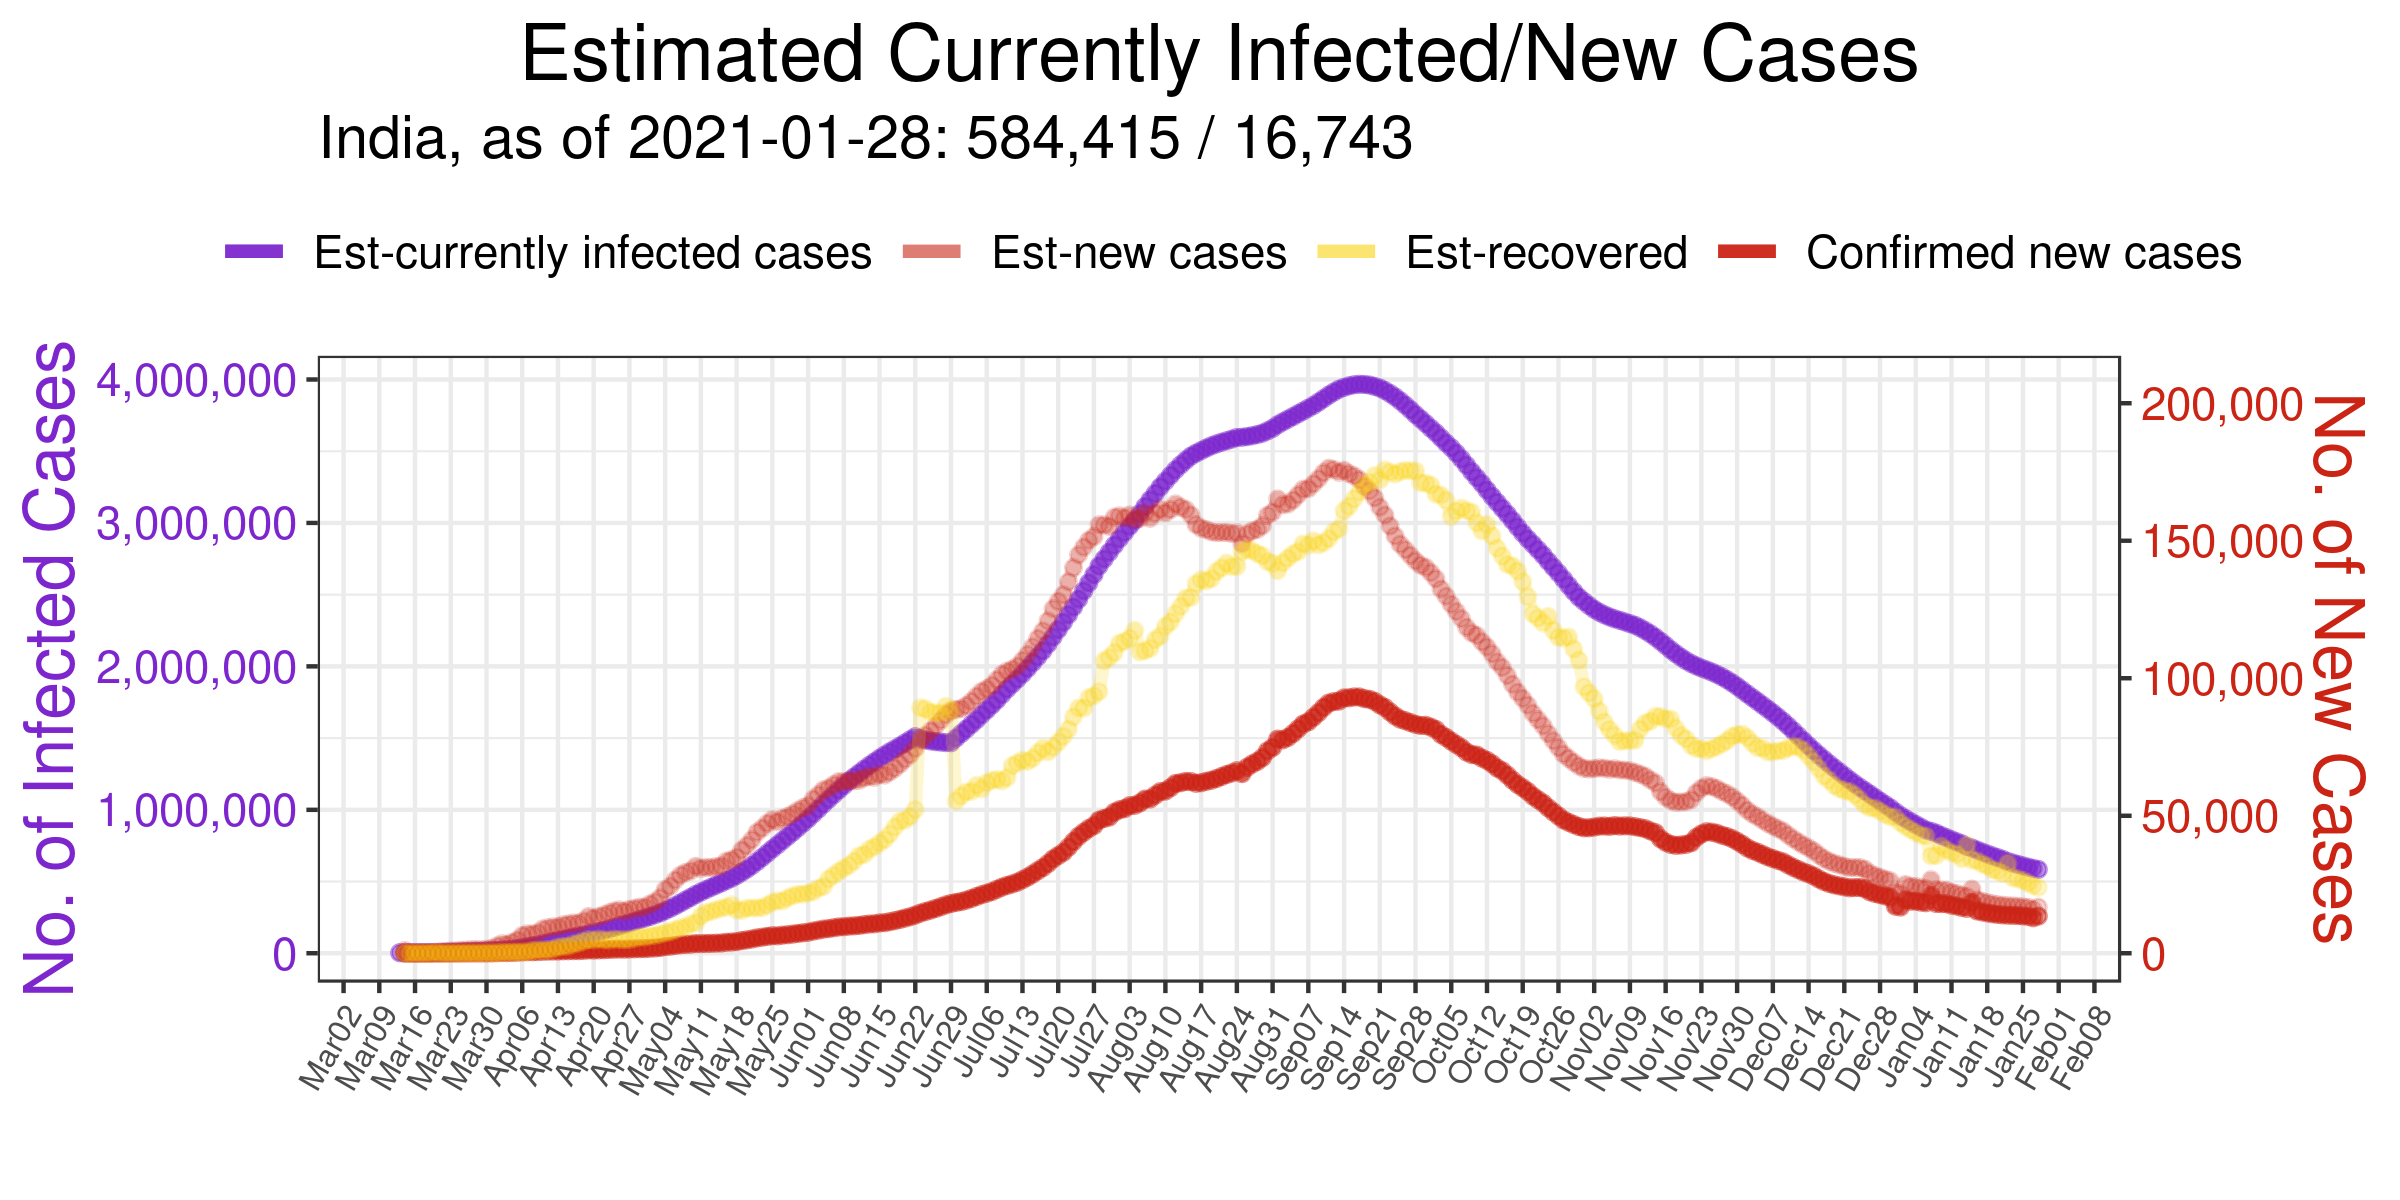 Estimated Currently Infected/New Cases
India, as of 2021-01-28: 584,415 / 16,743
Est-currently infected cases Est-new cases Est-recovered Confirmed new cases
No. of Infected Cases
4,000,000
3,000,000
2,000,000
1,000,000
0
200,000
150,000
100,000
50,000
0
No. of New Cases
Mar02 Mar09 Mar16 Mar23 Mar30 Apr06 Apr13 Apr20 Apr27 May04 May11 May18 May25 Jun01 Jun08 Jun15 Jun22 Jun29 Jul06 Jul13 Jul20 Jul27 Aug03 Aug10 Aug17 Aug24 Aug31 Sep07 Sep14 Sep21 Sep28 Oct05 Oct12 Oct19 Oct26 Nov02 Nov09 Nov16 Nov23 Nov30 Dec07 Dec14 Dec21 Dec28 Jan04 Jan11 Jan18 Jan25 Feb01 Feb08